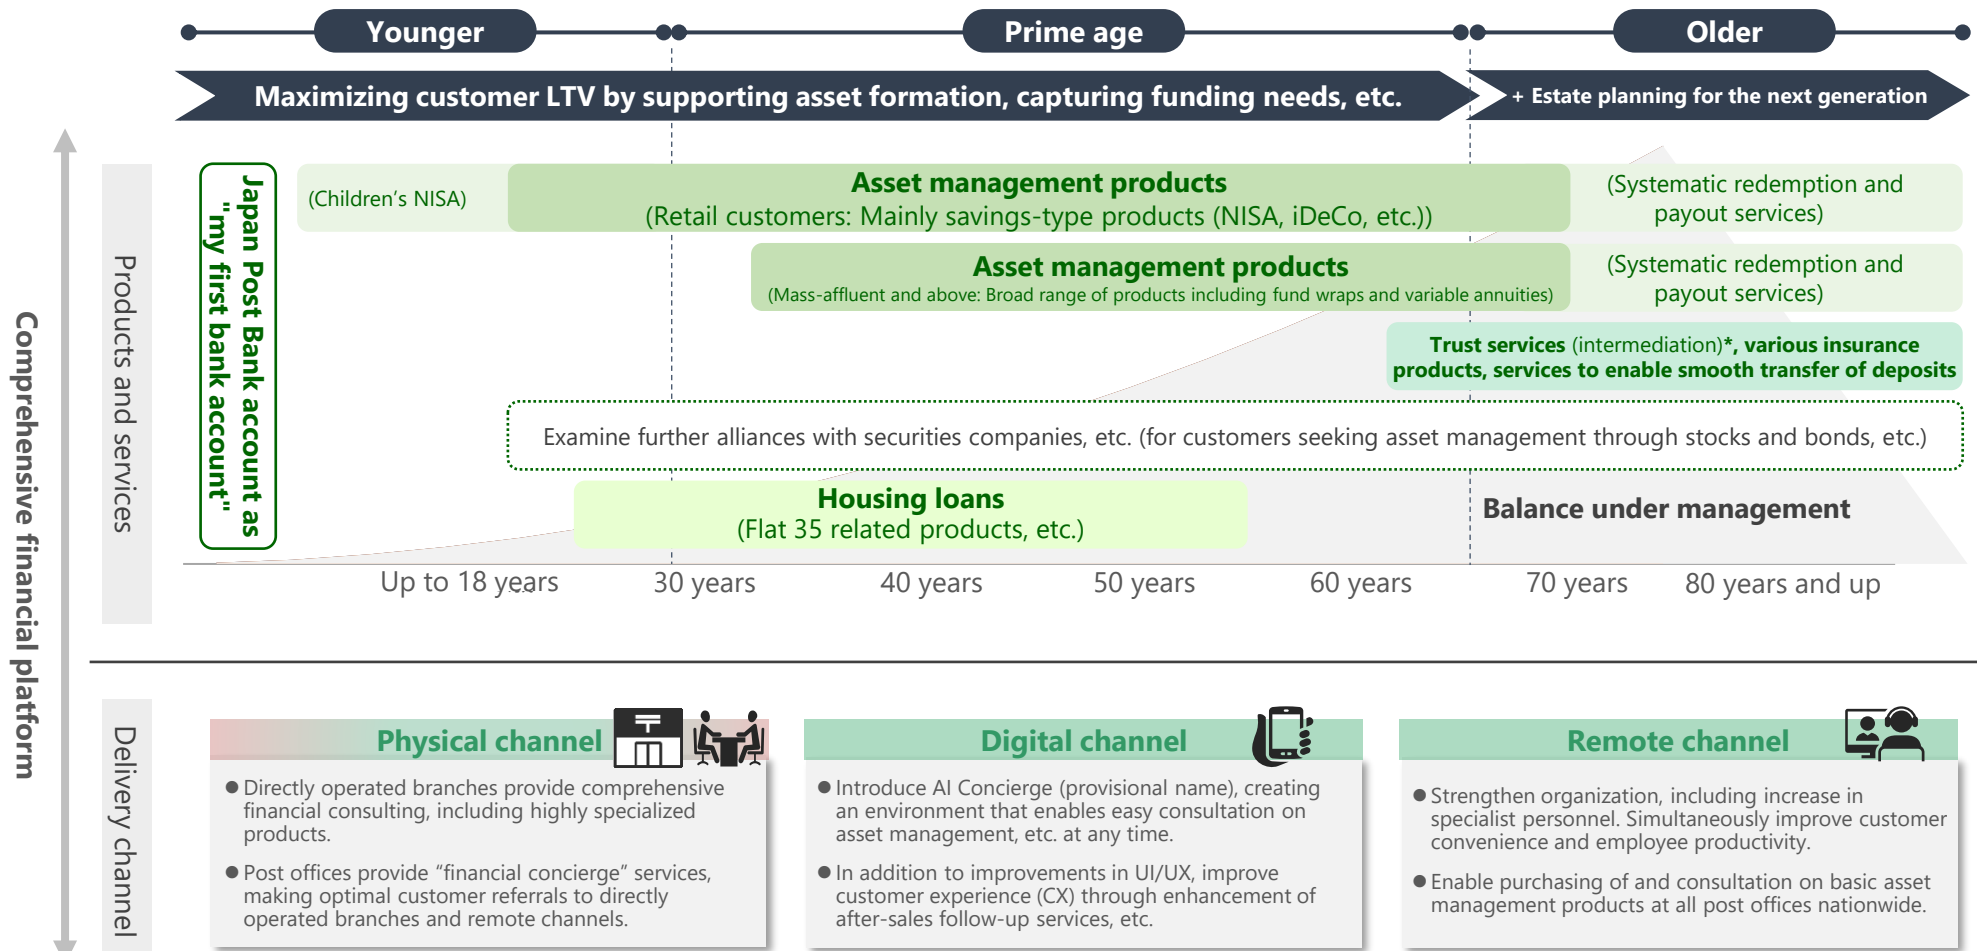 Younger
Prime age
Older
Maximizing customer LTV by supporting asset formation, capturing funding needs, etc.
+ Estate planning for the next generation
Comprehensive financial platform
Products and services
Japan Post Bank account as
"my first bank account"
(Children’s NISA)
Asset management products
(Retail customers: Mainly savings-type products (NISA, iDeCo, etc.))
(Systematic redemption and
payout services)
Asset management products
(Mass-affluent and above: Broad range of products including fund wraps and variable annuities)
(Systematic redemption and
payout services)
Trust services (intermediation)*, various insurance
products, services to enable smooth transfer of deposits
Examine further alliances with securities companies, etc. (for customers seeking asset management through stocks and bonds, etc.)
Housing loans
(Flat 35 related products, etc.)
Balance under management
Up to 18 years
30 years
40 years
50 years
60 years
70 years
80 years and up
Delivery channel
Physical channel
● Directly operated branches provide comprehensive
financial consulting, including highly specialized
products.
● Post offices provide “financial concierge” services,
making optimal customer referrals to directly
operated branches and remote channels.
Digital channel
● Introduce AI Concierge (provisional name), creating
an environment that enables easy consultation on
asset management, etc. at any time.
● In addition to improvements in UI/UX, improve
customer experience (CX) through enhancement of
after-sales follow-up services, etc.
Remote channel
● Strengthen organization, including increase in
specialist personnel. Simultaneously improve customer
convenience and employee productivity.
● Enable purchasing of and consultation on basic asset
management products at all post offices nationwide.